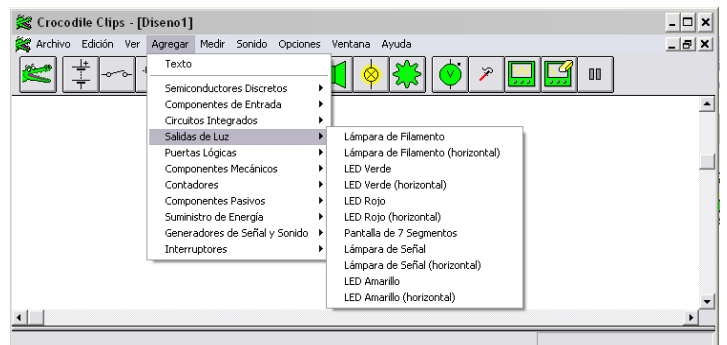 Crocodile Clips - [Diseno1]
Archivo Edición Ver Agregar Medir Sonido Opciones Ventana Ayuda
Texto
Semiconductores Discretos
Componentes de Entrada
Circuitos Integrados
Salidas de Luz
Puertas Lógicas
Componentes Mecánicos
Contadores
Componentes Pasivos
Suministro de Energía
Generadores de Señal y Sonido
Interruptores
Lámpara de Filamento
Lámpara de Filamento (horizontal)
LED Verde
LED Verde (horizontal)
LED Rojo
LED Rojo (horizontal)
Pantalla de 7 Segmentos
Lámpara de Señal
Lámpara de Señal (horizontal)
LED Amarillo
LED Amarillo (horizontal)